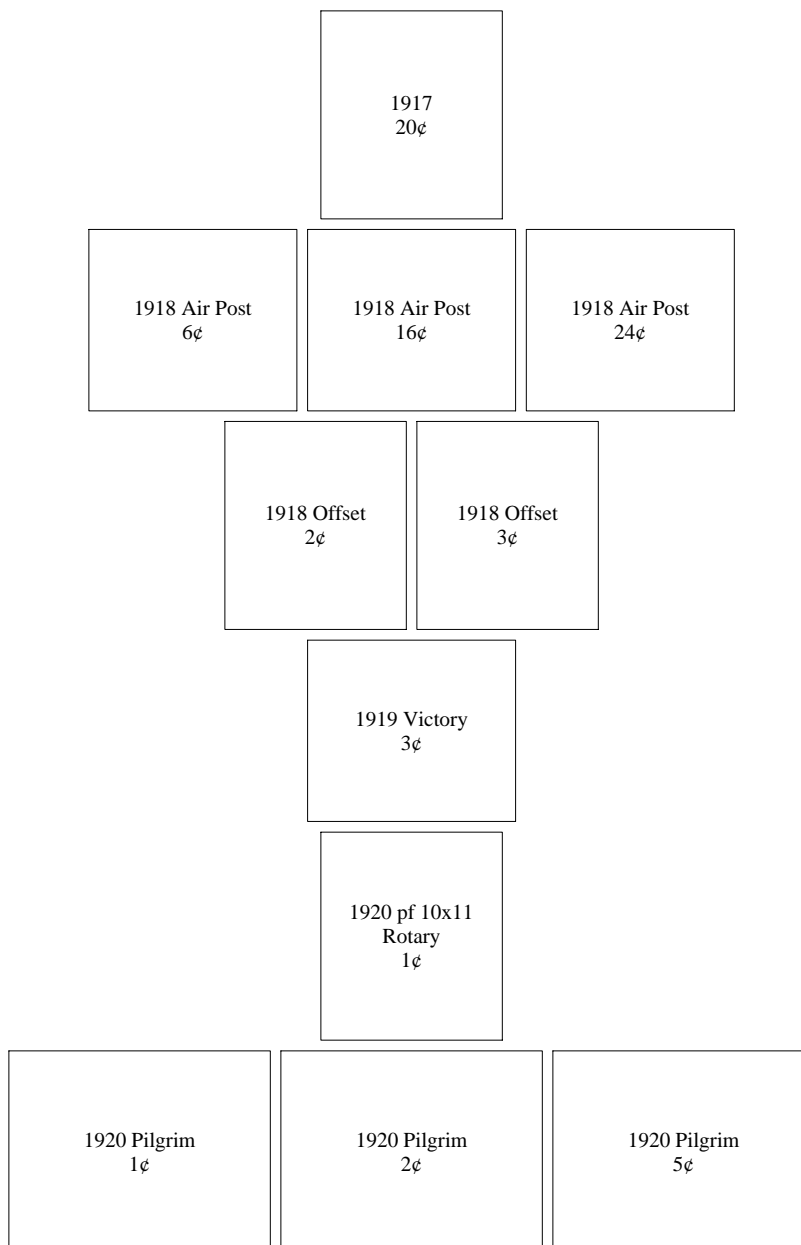 1917
20¢
1918 Air Post
6¢
1918 Air Post
16¢
1918 Air Post
24¢
1918 Offset
2¢
1918 Offset
3¢
1919 Victory
3¢
1920 pf 10x11
Rotary
1¢
1920 Pilgrim
1¢
1920 Pilgrim
2¢
1920 Pilgrim
5¢